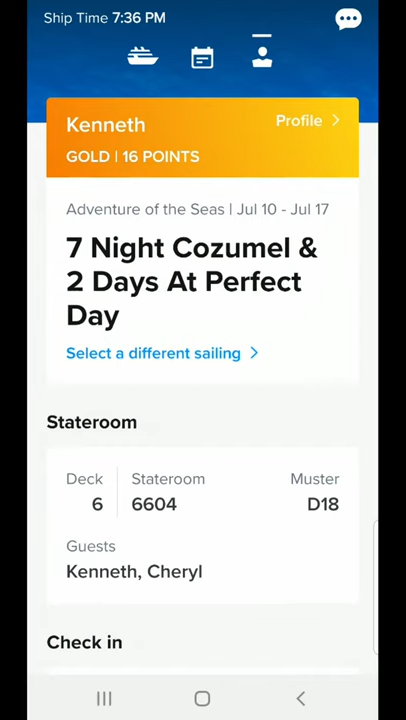 Ship Time 7:36 PM
Kenneth
Profile
GOLD | 16 POINTS
Adventure of the Seas | Jul 10 - Jul 17
7 Night Cozumel &
2 Days At Perfect
Day
Select a different sailing
Stateroom
Deck Stateroom Muster
6 6604 D18
Guests
Kenneth, Cheryl
Check in